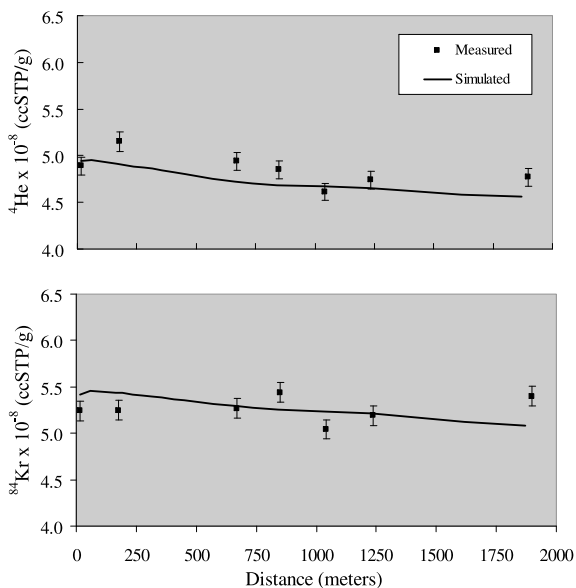 6.5
6.0
5.5
5.0
4.5
4.0
⁴He x 10⁻⁸ (ccSTP/g)
Measured
Simulated
6.5
6.0
5.5
5.0
4.5
4.0
⁸⁴Kr x 10⁻⁸ (ccSTP/g)
0 250 500 750 1000 1250 1500 1750 2000
Distance (meters)